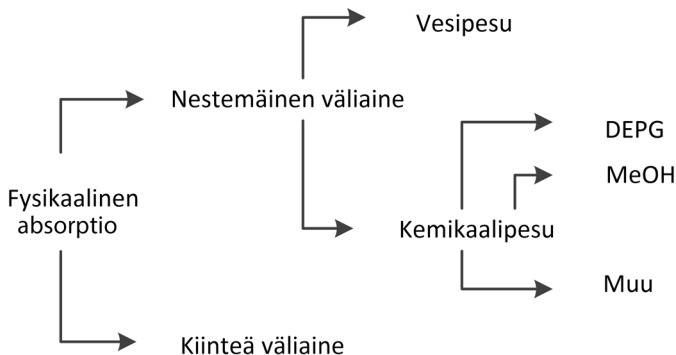 Vesipesu
Nestemäinen väliaine
DEPG
MeOH
Fysikaalinen
absorptio
Kemikaalipesu
Muu
Kiinteä väliaine